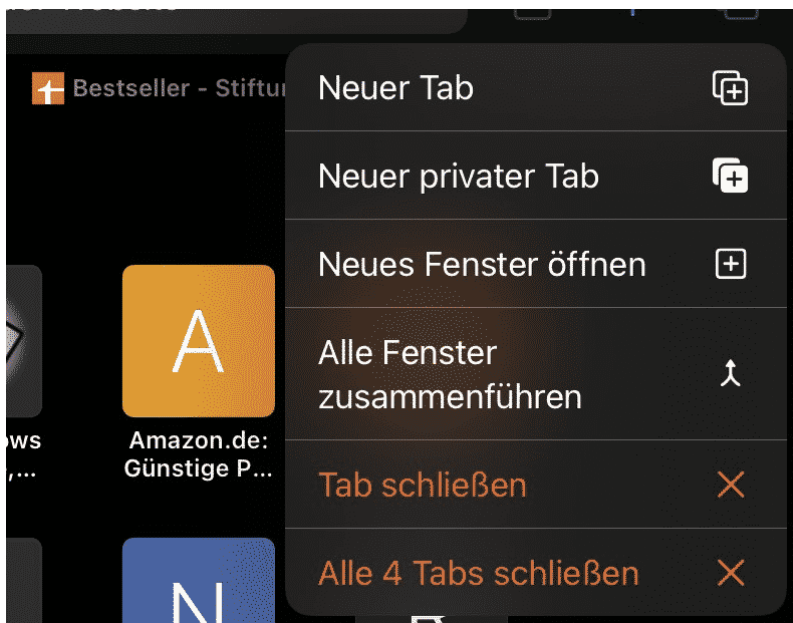 Bestseller - Stiftu
Neuer Tab
Neuer privater Tab
Neues Fenster öffnen
Alle Fenster
zusammenführen
Tab schließen
Alle 4 Tabs schließen
A
Amazon.de:
Günstige P...
ows
,...
N